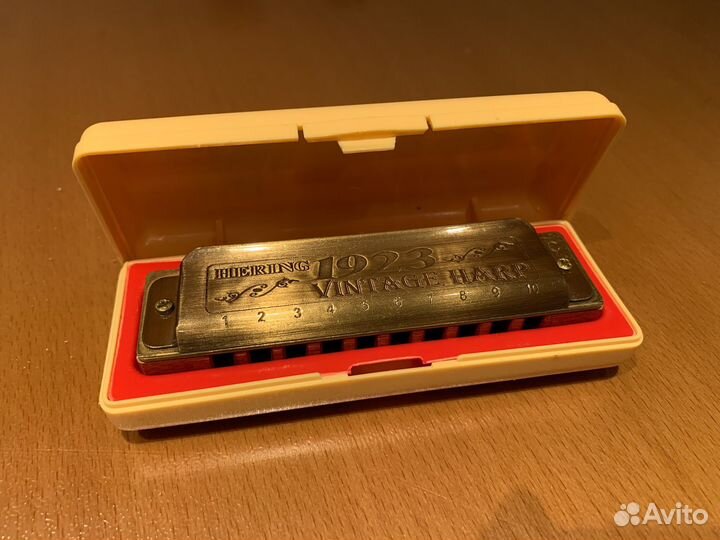 HERING 1923
VINTAGE HARP
1 2 3 4 5 6 7 8 9 10
C
Avito